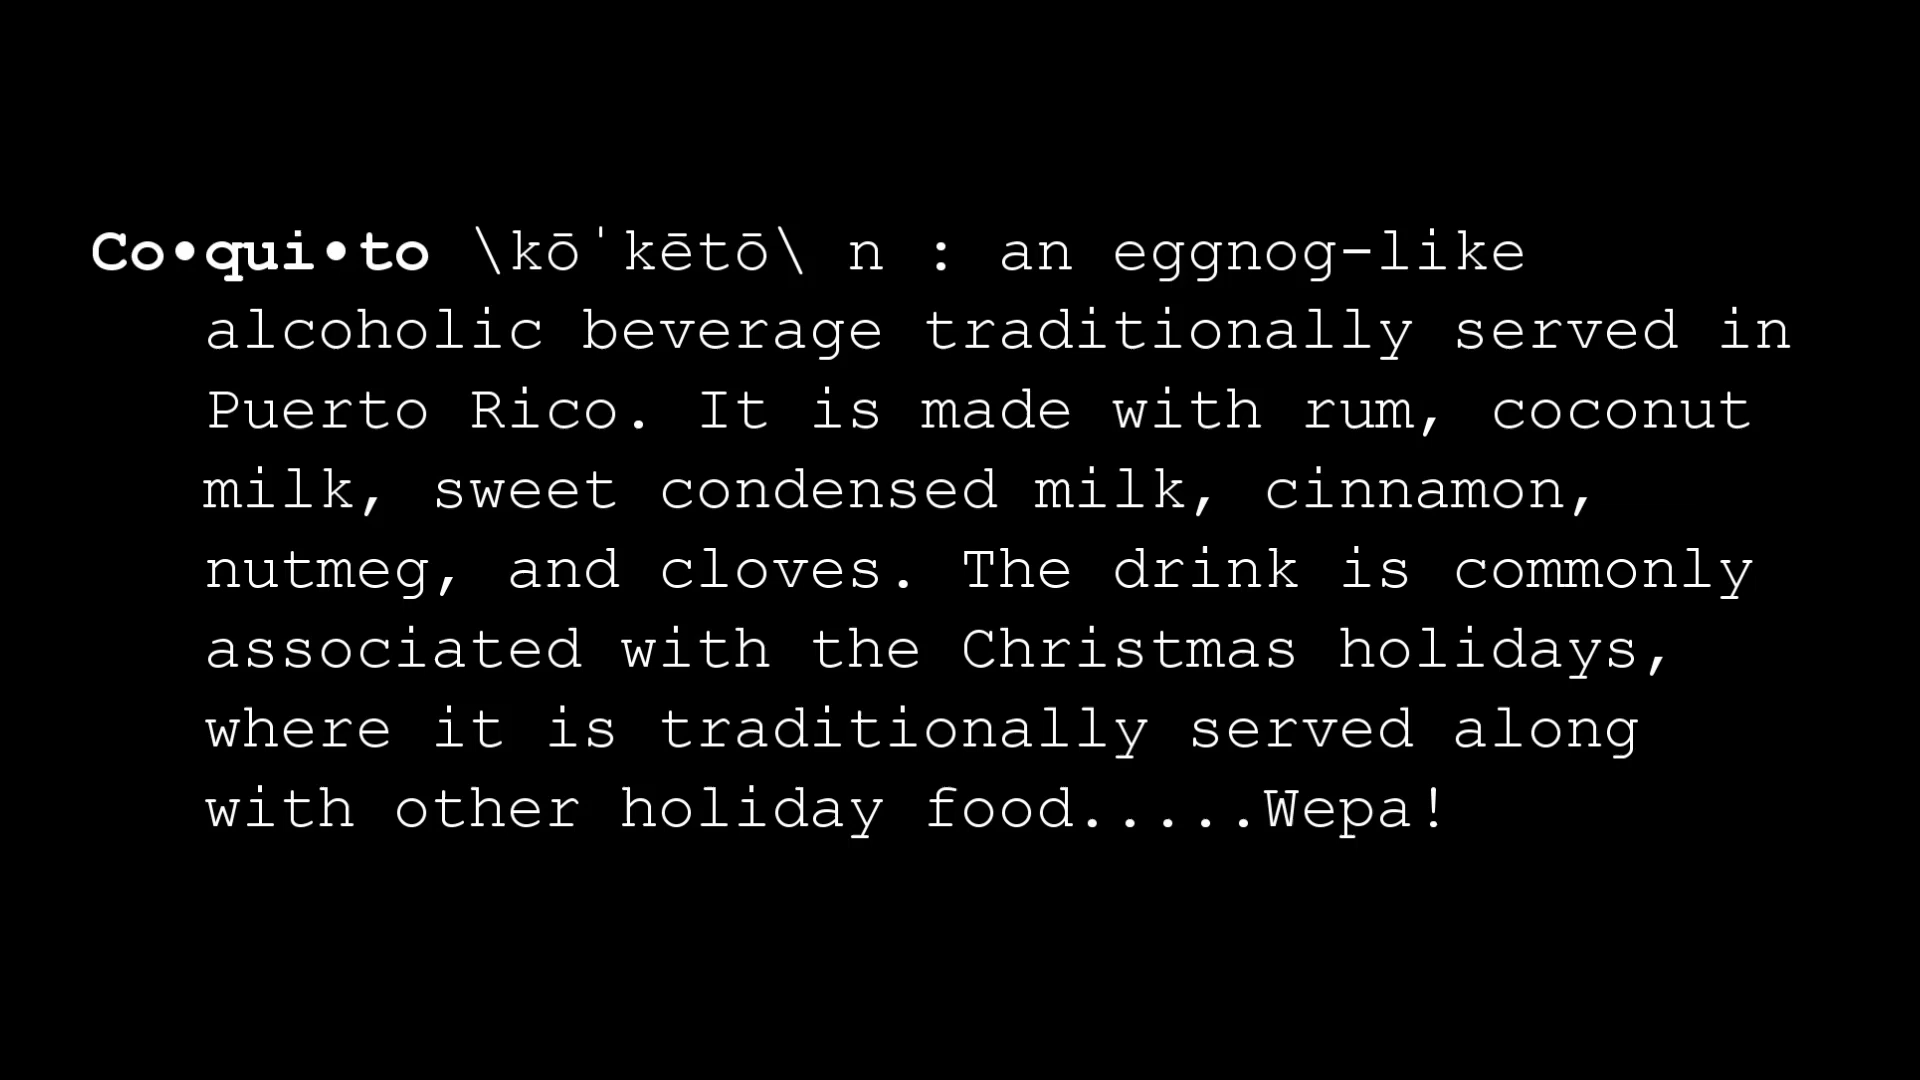 Co•qui•to \kōˈkētō\ n : an eggnog-like
alcoholic beverage traditionally served in
Puerto Rico. It is made with rum, coconut
milk, sweet condensed milk, cinnamon,
nutmeg, and cloves. The drink is commonly
associated with the Christmas holidays,
where it is traditionally served along
with other holiday food.....Wepa!